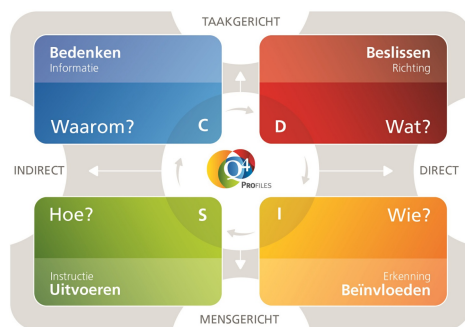 TAAKGERICHT
Bedenken
Informatie
Waarom?
C
Beslissen
Richting
D
Wat?
INDIRECT
Q4
PROFILES
DIRECT
Hoe?
S
Instructie
Uitvoeren
I
Wie?
Erkenning
Beïnvloeden
MENSGERICHT